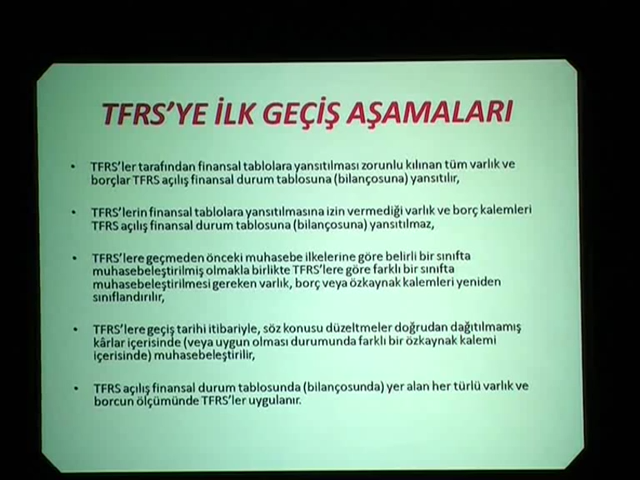 TFRS'YE İLK GEÇİŞ AŞAMALARI
• TFRS'ler tarafından finansal tablolara yansıtılması zorunlu kılınan tüm varlık ve
borçlar TFRS açılış finansal durum tablosuna (bilançosuna) yansıtılır,
• TFRS'lerin finansal tablolara yansıtılmasına izin vermediği varlık ve borç kalemleri
TFRS açılış finansal durum tablosuna (bilançosuna) yansıtılmaz,
• TFRS'lere geçmeden önceki muhasebe ilkelerine göre belirli bir sınıfta
muhasebeleştirilmiş olmakla birlikte TFRS'lere göre farklı bir sınıfta
muhasebeleştirilmesi gereken varlık, borç veya özkaynak kalemleri yeniden
sınıflandırılır,
• TFRS'lere geçiş tarihi itibariyle, söz konusu düzeltmeler doğrudan dağıtılmamış
kârlar içerisinde (veya uygun olması durumunda farklı bir özkaynak kalemi
içerisinde) muhasebeleştirilir,
• TFRS açılış finansal durum tablosunda (bilançosunda) yer alan her türlü varlık ve
borcun ölçümünde TFRS'ler uygulanır.